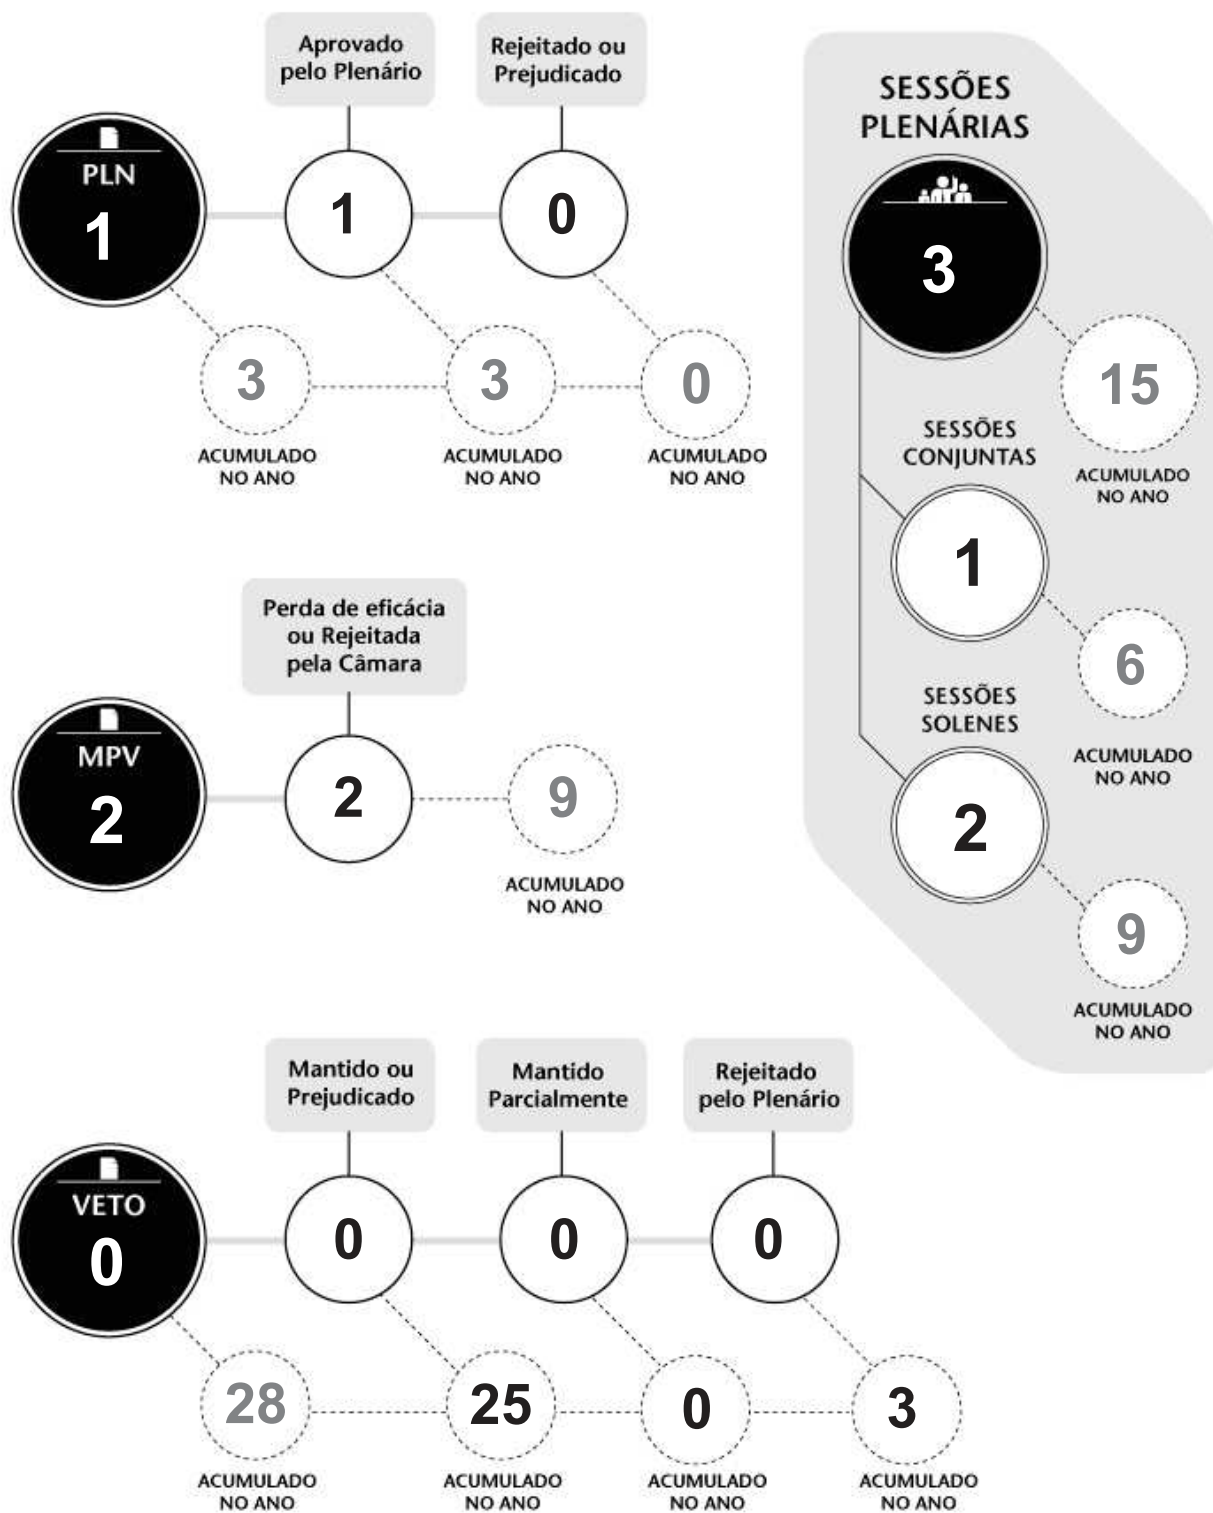 Aprovado
pelo Plenário
Rejeitado ou
Prejudicado
PLN
1
1
0
3
3
0
ACUMULADO
NO ANO
ACUMULADO
NO ANO
ACUMULADO
NO ANO
Perda de eficácia
ou Rejeitada
pela Câmara
MPV
2
2
9
ACUMULADO
NO ANO
Mantido ou
Prejudicado
Mantido
Parcialmente
Rejeitado
pelo Plenário
VETO
0
0
0
0
28
25
0
3
ACUMULADO
NO ANO
ACUMULADO
NO ANO
ACUMULADO
NO ANO
ACUMULADO
NO ANO
SESSÕES
PLENÁRIAS
3
15
ACUMULADO
NO ANO
SESSÕES
CONJUNTAS
1
6
ACUMULADO
NO ANO
SESSÕES
SOLENES
2
9
ACUMULADO
NO ANO